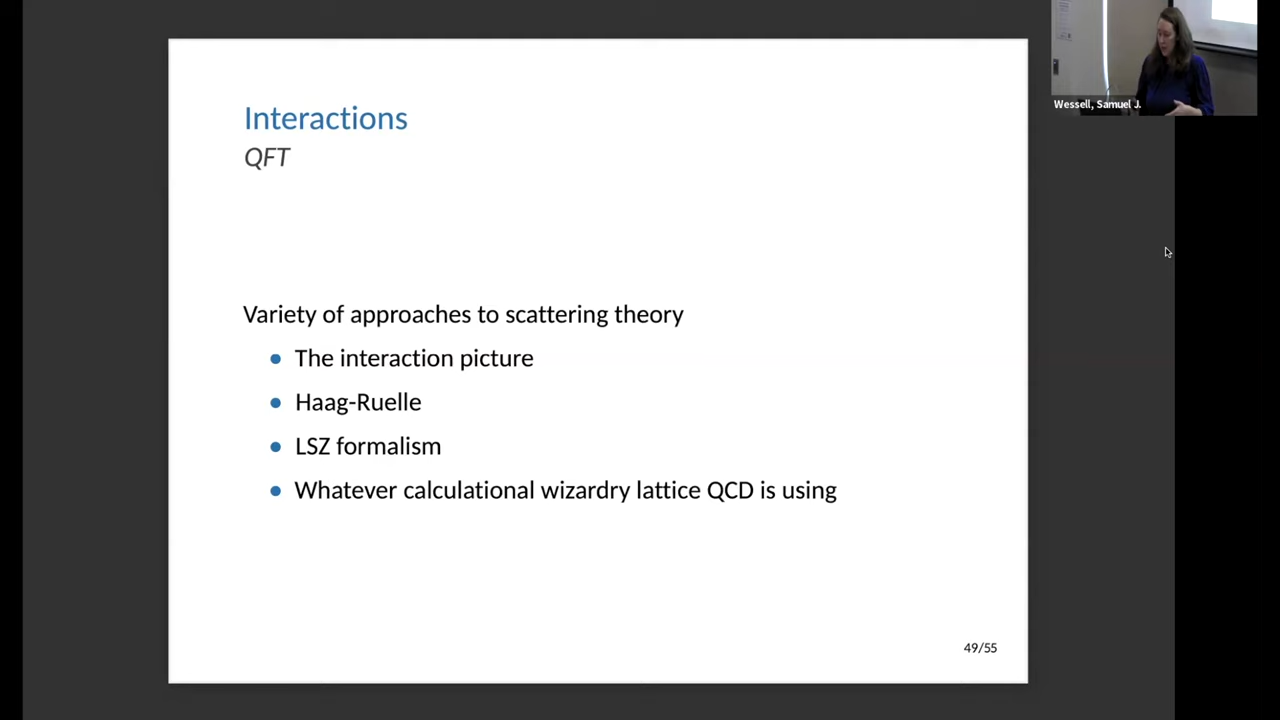 Interactions
QFT
Variety of approaches to scattering theory
• The interaction picture
• Haag-Ruelle
• LSZ formalism
• Whatever calculational wizardry lattice QCD is using
49/55
Wessell, Samuel J.